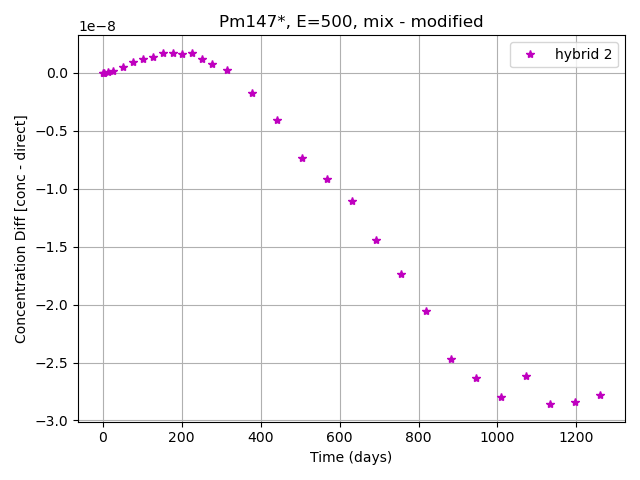 Pm147*, E=500, mix - modified
1e−8
hybrid 2
0.0
−0.5
−1.0
−1.5
−2.0
−2.5
−3.0
Concentration Diff [conc - direct]
0 200 400 600 800 1000 1200
Time (days)